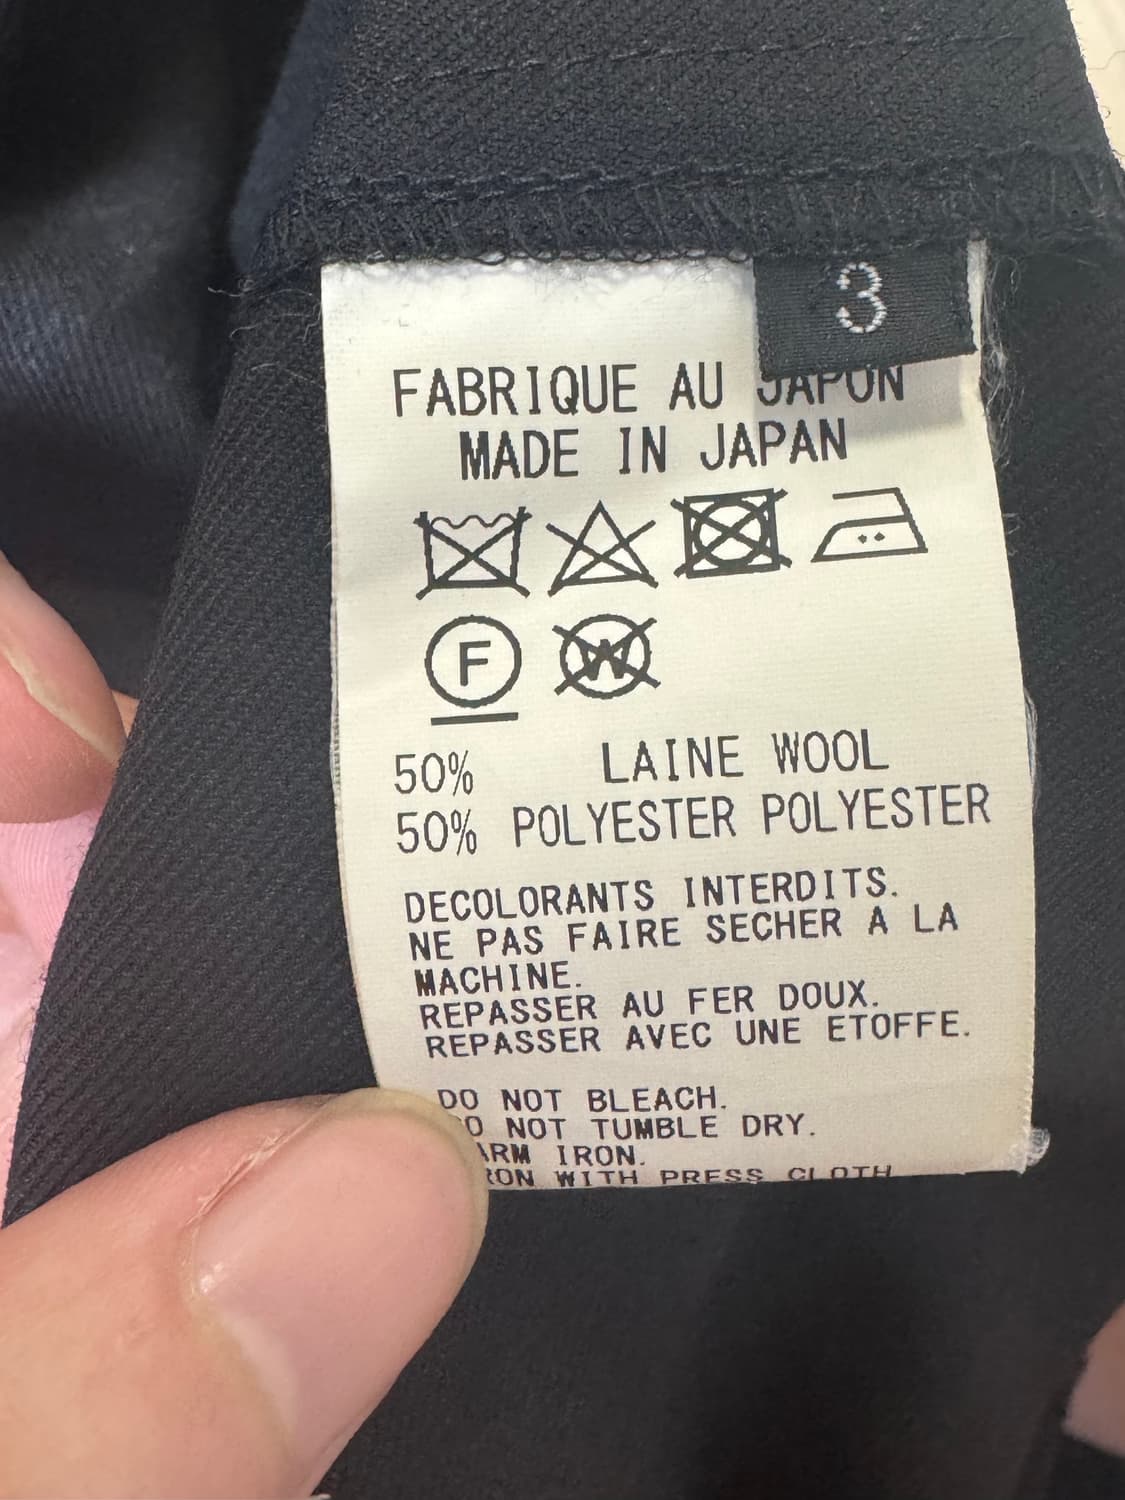 3
FABRIQUE AU JAPON
MADE IN JAPAN
F
W
50% LAINE WOOL
50% POLYESTER POLYESTER
DECOLORANTS INTERDITS.
NE PAS FAIRE SECHER A LA
MACHINE.
REPASSER AU FER DOUX.
REPASSER AVEC UNE ETOFFE.
DO NOT BLEACH.
DO NOT TUMBLE DRY.
IRON.
WITH PRESS CLOTH